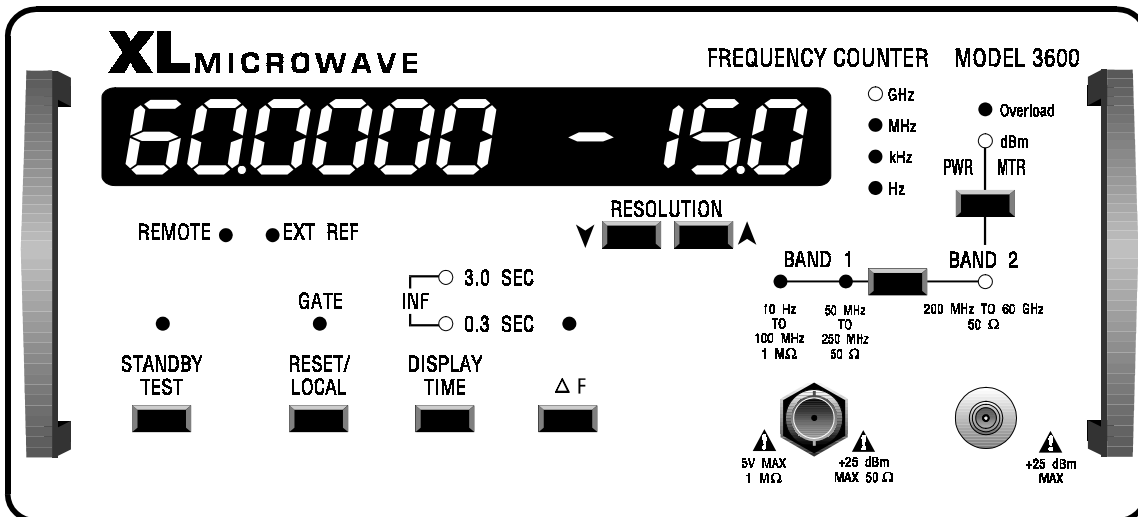 XL MICROWAVE
FREQUENCY COUNTER MODEL 3600
60.0000 - 15.0
GHz
MHz
kHz
Hz
Overload
dBm
PWR MTR
REMOTE
EXT REF
RESOLUTION
BAND 1
BAND 2
10 Hz
TO
100 MHz
1 MΩ
50 MHz
TO
250 MHz
50 Ω
200 MHz TO 60 GHz
50 Ω
GATE
INF
3.0 SEC
0.3 SEC
STANDBY
TEST
RESET/
LOCAL
DISPLAY
TIME
Δ F
5V MAX
1 MΩ
+25 dBm
MAX 50 Ω
+25 dBm
MAX